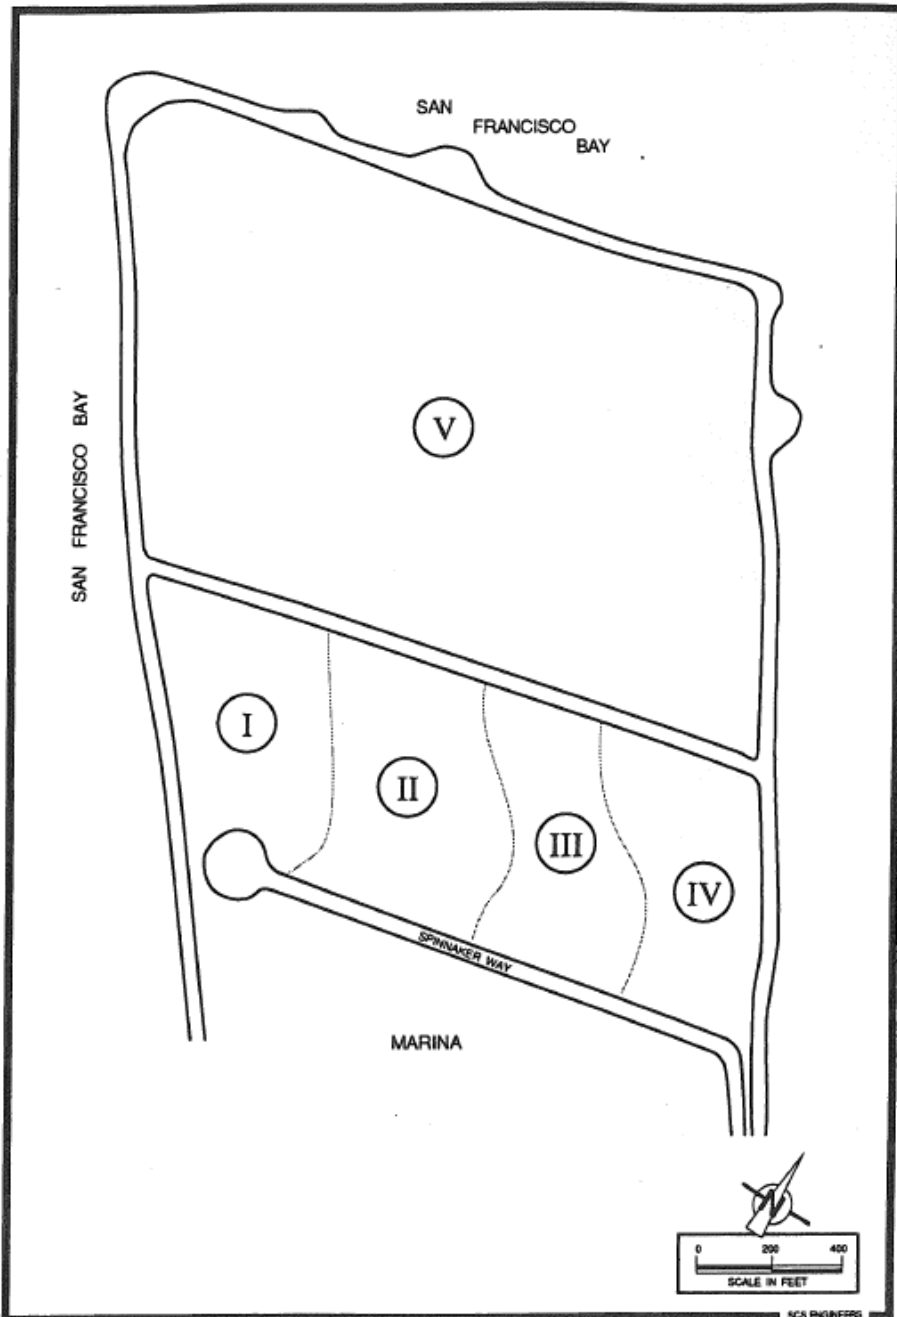 SAN
FRANCISCO
BAY
SAN FRANCISCO BAY
V
I
II
III
IV
SPINNAKER WAY
MARINA
N
0 200 400
SCALE IN FEET
SCS ENGINEERS